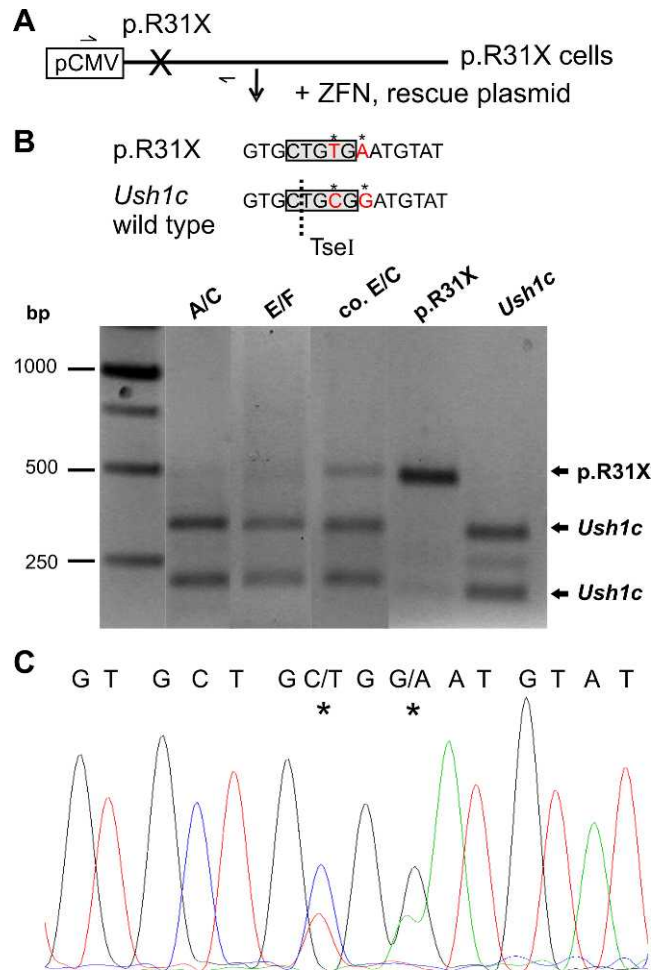 A
p.R31X
pCMV
X
p.R31X cells
+ ZFN, rescue plasmid
B
* *
p.R31X GTGCTGTGAATGTAT
* *
Ush1c GTGCTGCGGATGTAT
wild type
TseI
bp A/C E/F co. E/C p.R31X Ush1c
1000
500 p.R31X
Ush1c
250
Ush1c
C
G T G C T G C/T G G/A A T G T A T
* *